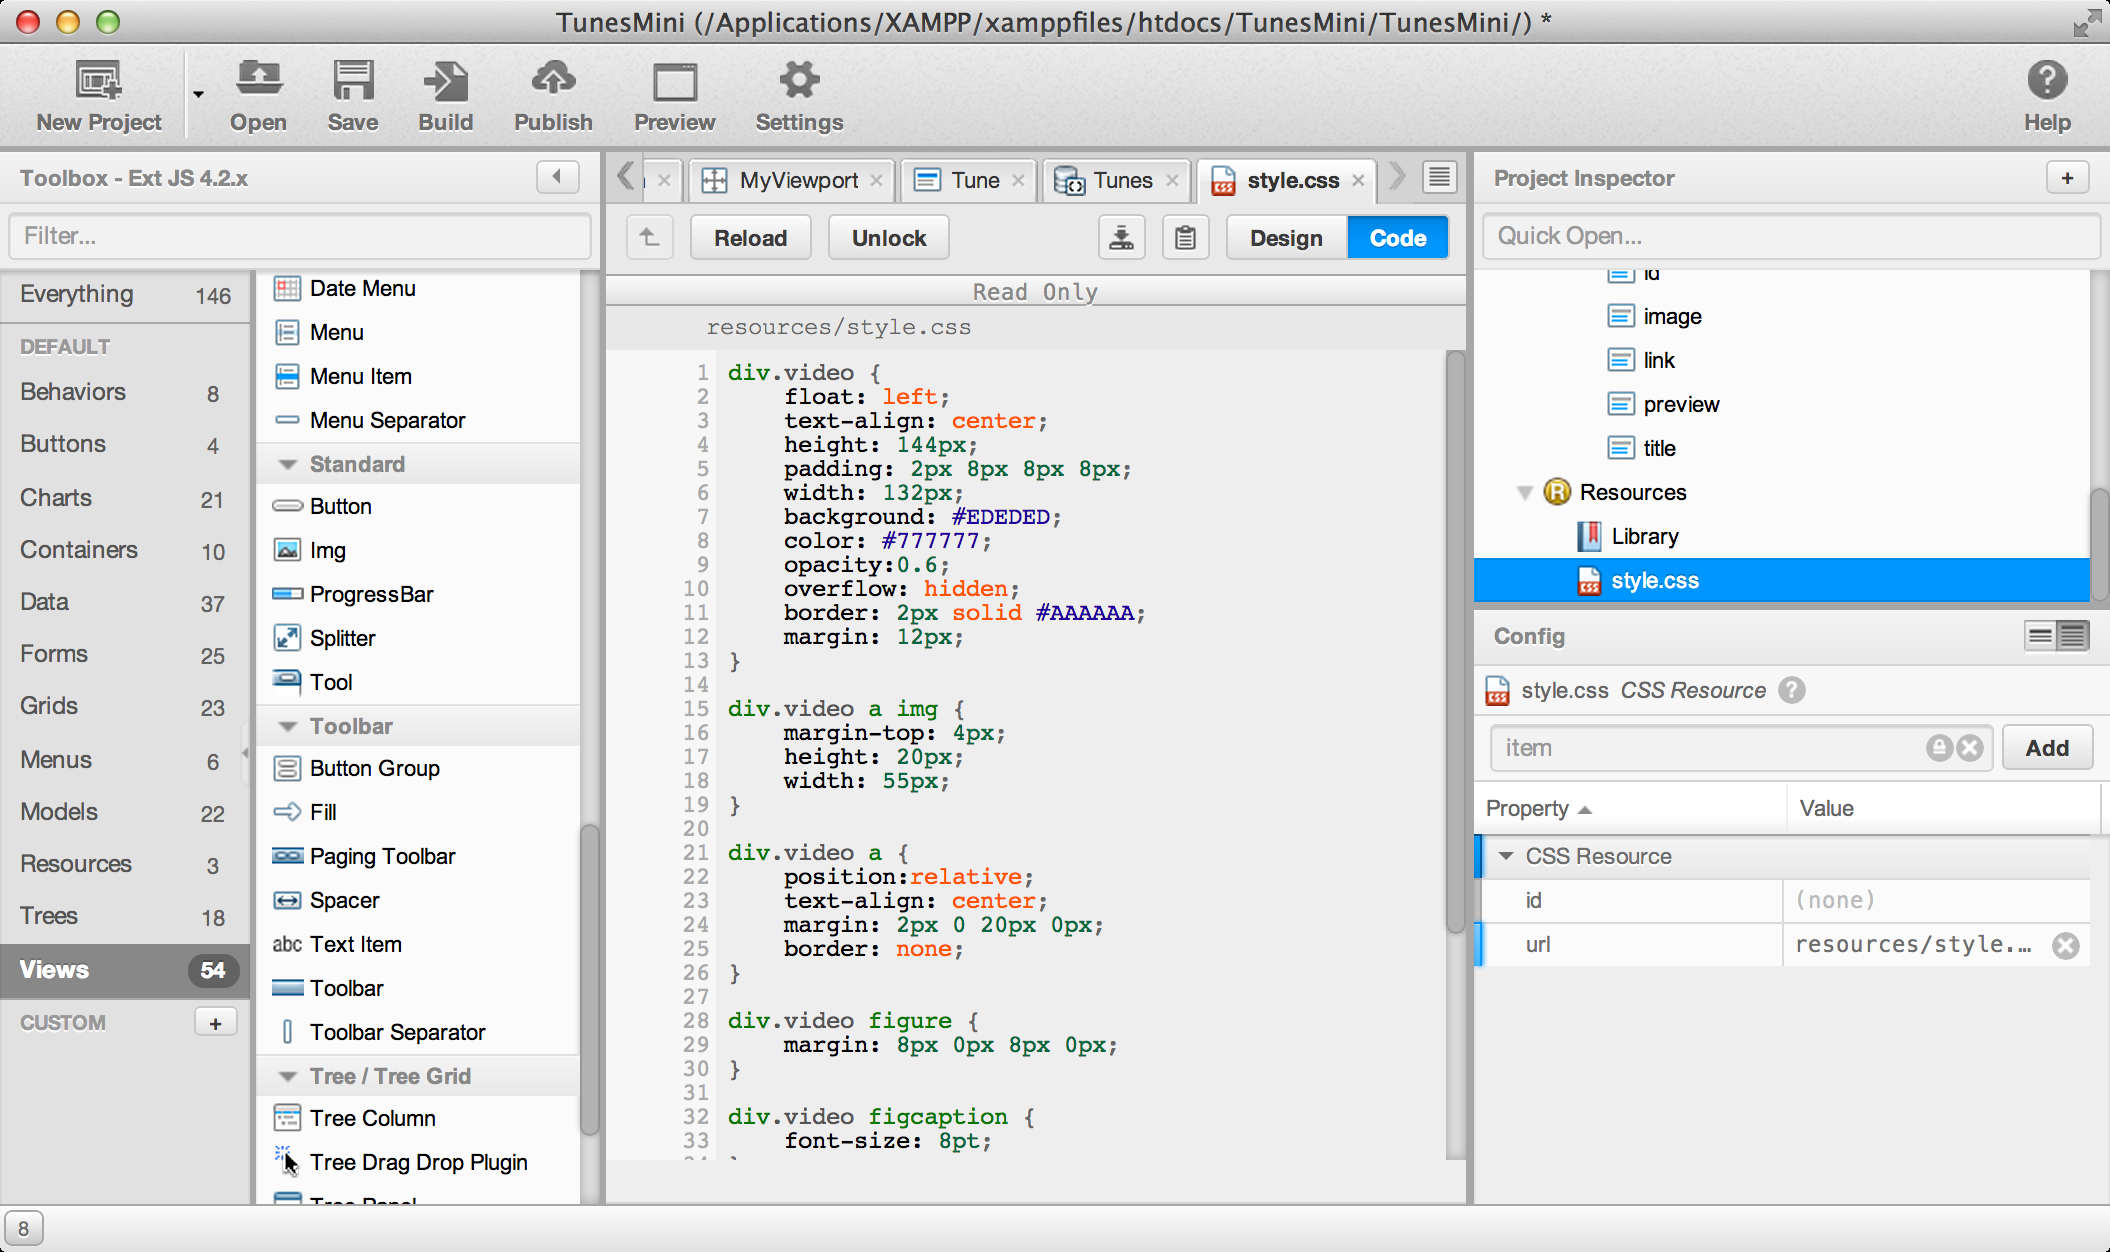 TunesMini (/Applications/XAMPP/xamppfiles/htdocs/TunesMini/TunesMini/) *
New Project
Open
Save
Build
Publish
Preview
Settings
Help
Toolbox - Ext JS 4.2.x
Filter...
Everything 146
DEFAULT
Behaviors 8
Buttons 4
Charts 21
Containers 10
Data 37
Forms 25
Grids 23
Menus 6
Models 22
Resources 3
Trees 18
Views 54
CUSTOM +
Date Menu
Menu
Menu Item
Menu Separator
Standard
Button
Img
ProgressBar
Splitter
Tool
Toolbar
Button Group
Fill
Paging Toolbar
Spacer
abc Text Item
Toolbar
Toolbar Separator
Tree / Tree Grid
Tree Column
Tree Drag Drop Plugin
Tree Panel
MyViewport
Tune
Tunes
style.css
Reload
Unlock
Design
Code
Read Only
resources/style.css
1 div.video {
2 float: left;
3 text-align: center;
4 height: 144px;
5 padding: 2px 8px 8px 8px;
6 width: 132px;
7 background: #EDEDED;
8 color: #777777;
9 opacity:0.6;
10 overflow: hidden;
11 border: 2px solid #AAAAAA;
12 margin: 12px;
13 }
14
15 div.video a img {
16 margin-top: 4px;
17 height: 20px;
18 width: 55px;
19 }
20
21 div.video a {
22 position:relative;
23 text-align: center;
24 margin: 2px 0 20px 0px;
25 border: none;
26 }
27
28 div.video figure {
29 margin: 8px 0px 8px 0px;
30 }
31
32 div.video figcaption {
33 font-size: 8pt;
Project Inspector +
Quick Open...
id
image
link
preview
title
R Resources
Library
css style.css
Config
css style.css CSS Resource ?
item
Add
Property Value
CSS Resource
id (none)
url resources/style.…
8